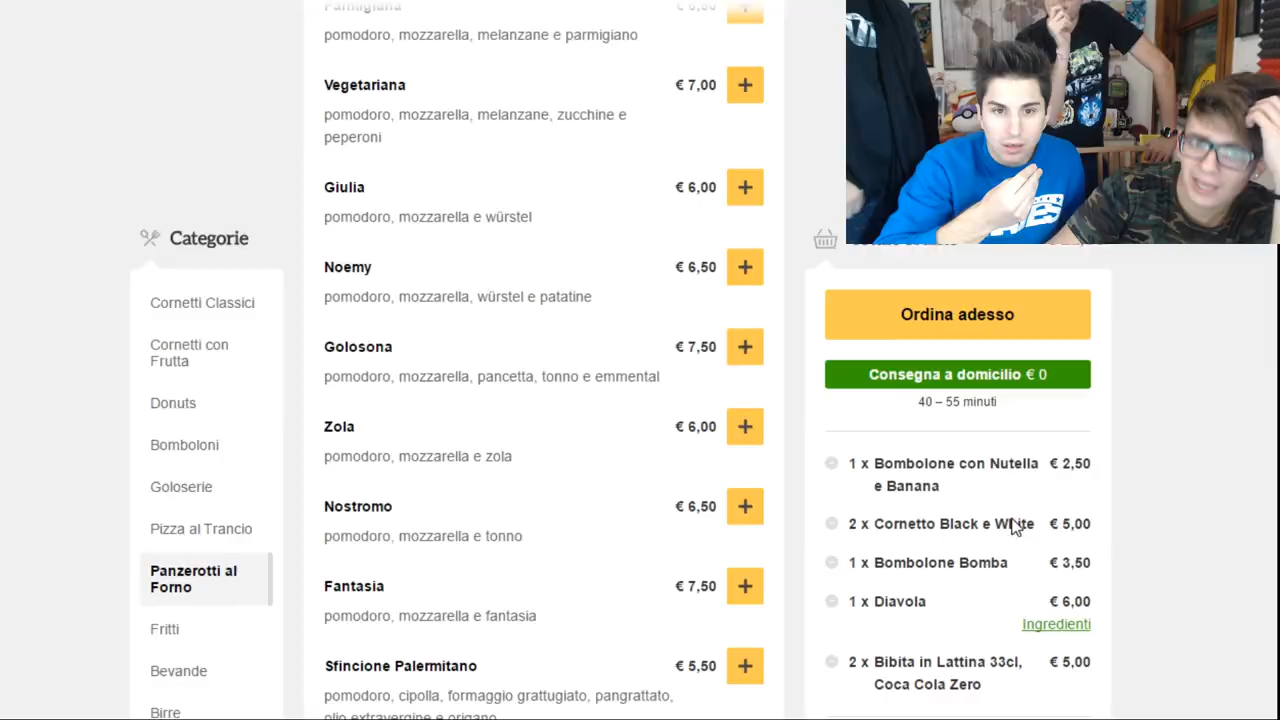 Parmigiana € 6,50
pomodoro, mozzarella, melanzane e parmigiano
Vegetariana € 7,00
pomodoro, mozzarella, melanzane, zucchine e
peperoni
Giulia € 6,00
pomodoro, mozzarella e würstel
Noemy € 6,50
pomodoro, mozzarella, würstel e patatine
Golosona € 7,50
pomodoro, mozzarella, pancetta, tonno e emmental
Zola € 6,00
pomodoro, mozzarella e zola
Nostromo € 6,50
pomodoro, mozzarella e tonno
Fantasia € 7,50
pomodoro, mozzarella e fantasia
Sfincione Palermitano € 5,50
pomodoro, cipolla, formaggio grattugiato, pangrattato,
olio extravergine e origano
Categorie
Cornetti Classici
Cornetti con
Frutta
Donuts
Bomboloni
Goloserie
Pizza al Trancio
Panzerotti al
Forno
Fritti
Bevande
Birre
Ordina adesso
Consegna a domicilio € 0
40 – 55 minuti
1 x Bombolone con Nutella € 2,50
e Banana
2 x Cornetto Black e White € 5,00
1 x Bombolone Bomba € 3,50
1 x Diavola € 6,00
Ingredienti
2 x Bibita in Lattina 33cl, € 5,00
Coca Cola Zero